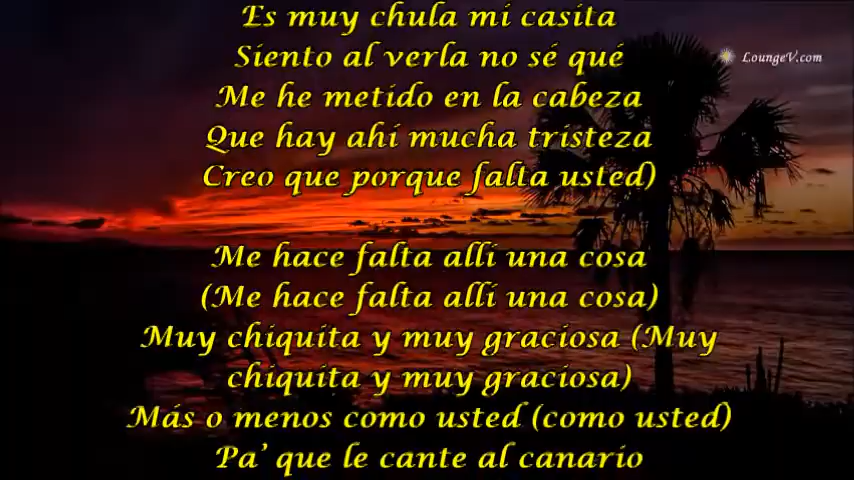 Es muy chula mi casita
Siento al verla no sé qué
LoungeV.com
Me he metido en la cabeza
Que hay ahí mucha tristeza
Creo que porque falta usted)
Me hace falta allí una cosa
(Me hace falta allí una cosa)
Muy chiquita y muy graciosa (Muy
chiquita y muy graciosa)
Más o menos como usted (como usted)
Pa’ que le cante al canario